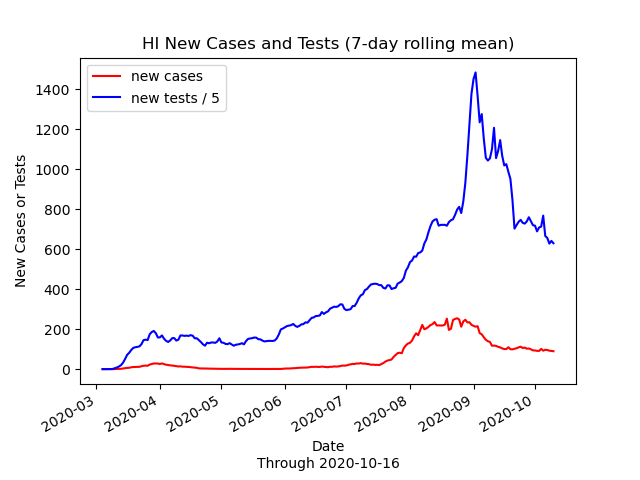 HI New Cases and Tests (7-day rolling mean)
new cases
new tests / 5
New Cases or Tests
1400
1200
1000
800
600
400
200
0
2020-03
2020-04
2020-05
2020-06
2020-07
2020-08
2020-09
2020-10
Date
Through 2020-10-16